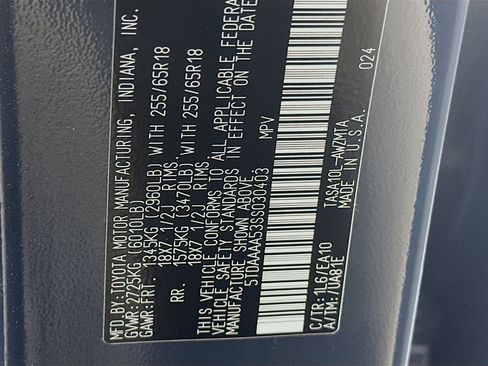 MFD.BY:TOYOTA MOTOR MANUFACTURING, INDIANA, INC.
GVWR:2725KG(6010LB)
GAWR:FRT. 1345KG(2960LB) WITH 255/65R18
18X7 1/2J RIMS.
RR. 1575KG(3470LB) WITH 255/65R18
18X7 1/2J RIMS.
THIS VEHICLE CONFORMS TO ALL APPLICABLE FEDERAL
VEHICLE SAFETY STANDARDS IN EFFECT ON THE DATE
MANUFACTURE SHOWN ABOVE.
5TDAAAA53SS030403 MPV
024
C/TR:1L6/EA10 TASA10L-AWZMTA
A/TM:/UA81E MADE IN U.S.A.